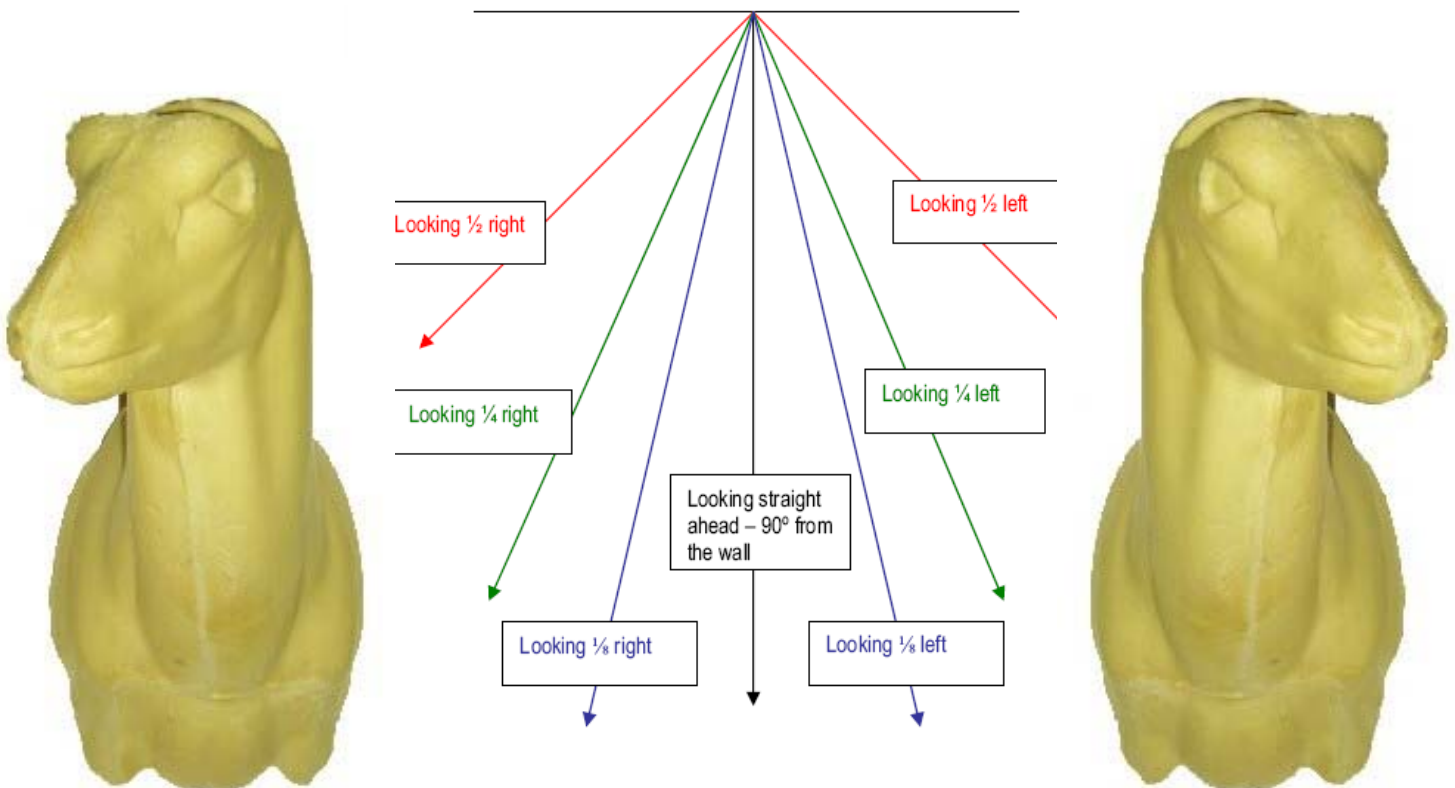 Looking ½ right
Looking ½ left
Looking ¼ right
Looking ¼ left
Looking straight
ahead – 90º from
the wall
Looking ⅛ right
Looking ⅛ left